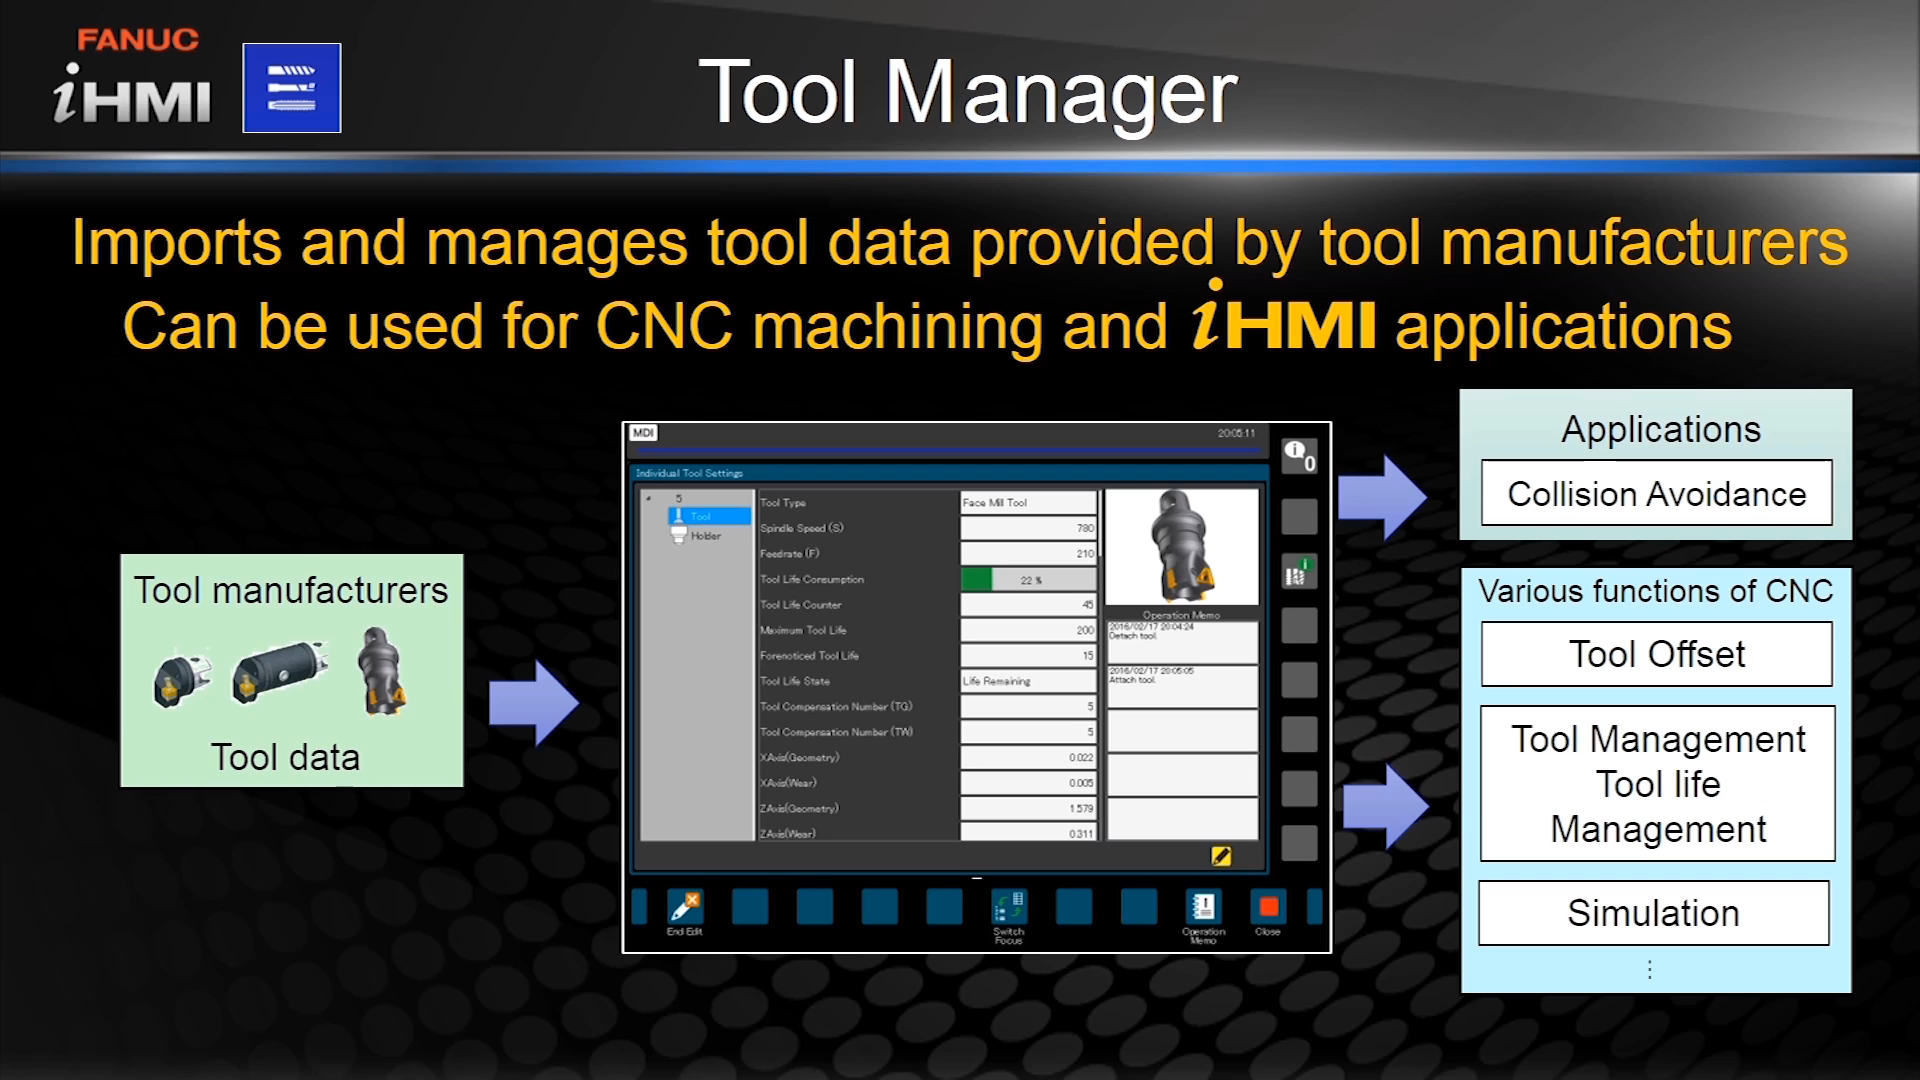 FANUC
iHMI
Tool Manager
Imports and manages tool data provided by tool manufacturers
Can be used for CNC machining and iHMI applications
Tool manufacturers
Tool data
MDI
20:05:11
Individual Tool Settings
5
Tool
Holder
Tool Type Face Mill Tool
Spindle Speed (S) 780
Feedrate (F) 210
Tool Life Consumption 22 %
Tool Life Counter 45
Maximum Tool Life 200
Forenoticed Tool Life 15
Tool Life State Life Remaining
Tool Compensation Number (TG) 5
Tool Compensation Number (TW) 5
XAxis(Geometry) 0.022
XAxis(Wear) 0.005
ZAxis(Geometry) 1.579
ZAxis(Wear) 0.311
Operation Memo
2016/02/17 20:04:24
Detach tool.
2016/02/17 20:05:05
Attach tool.
i 0
i
End Edit
Switch
Focus
Operation
Memo
Close
Applications
Collision Avoidance
Various functions of CNC
Tool Offset
Tool Management
Tool life
Management
Simulation
⋮